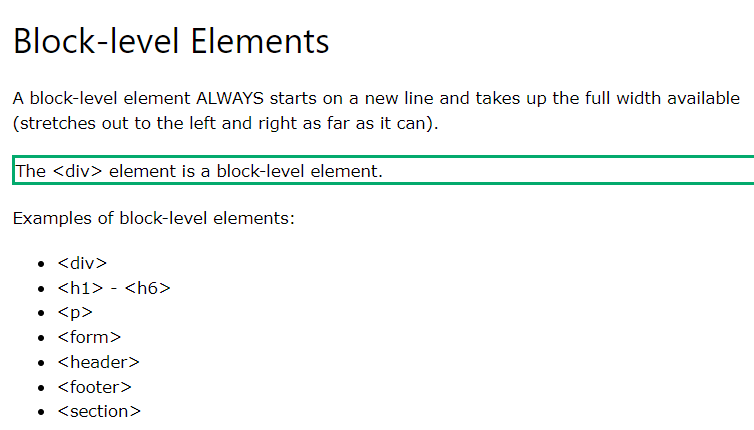 Block-level Elements
A block-level element ALWAYS starts on a new line and takes up the full width available
(stretches out to the left and right as far as it can).
The <div> element is a block-level element.
Examples of block-level elements:
• <div>
• <h1> - <h6>
• <p>
• <form>
• <header>
• <footer>
• <section>